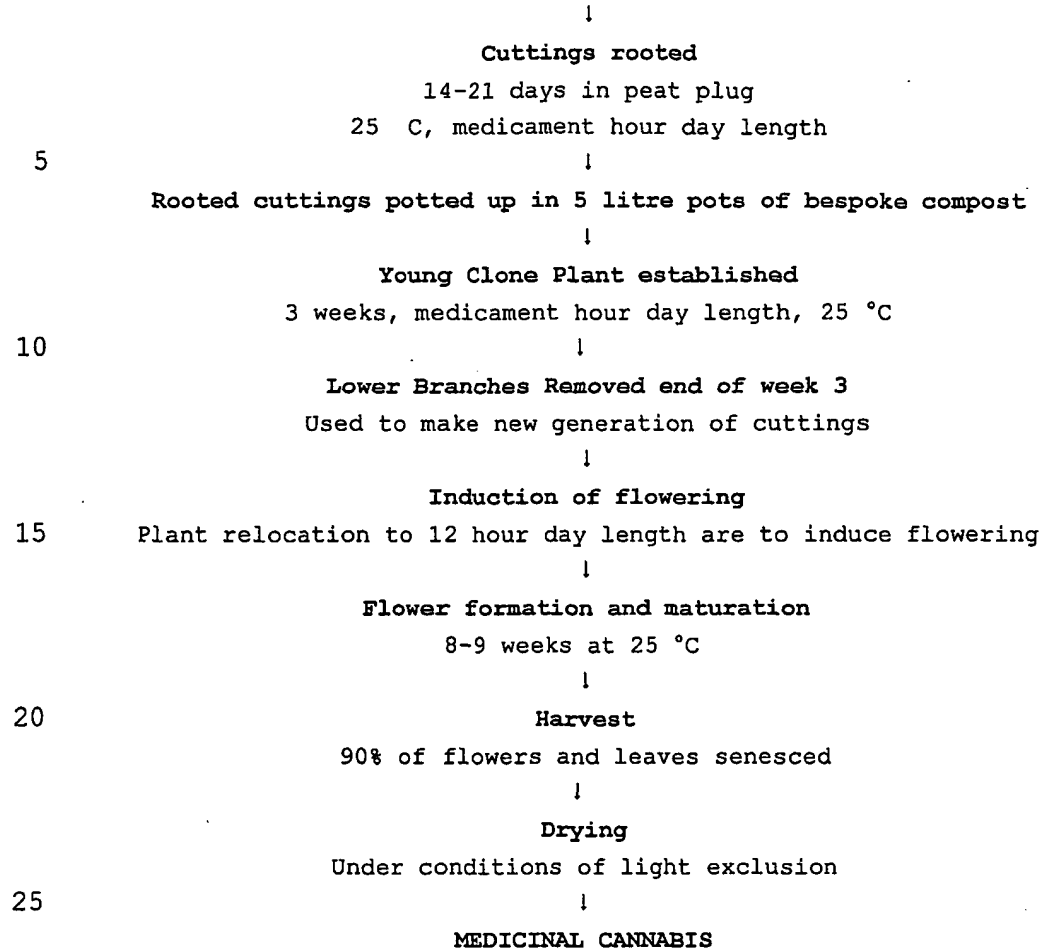 ↓
Cuttings rooted
14-21 days in peat plug
25 C, medicament hour day length
5 ↓
Rooted cuttings potted up in 5 litre pots of bespoke compost
↓
Young Clone Plant established
3 weeks, medicament hour day length, 25 °C
10 ↓
Lower Branches Removed end of week 3
Used to make new generation of cuttings
↓
Induction of flowering
15 Plant relocation to 12 hour day length are to induce flowering
↓
Flower formation and maturation
8-9 weeks at 25 °C
↓
20 Harvest
90% of flowers and leaves senesced
↓
Drying
Under conditions of light exclusion
25 ↓
MEDICINAL CANNABIS